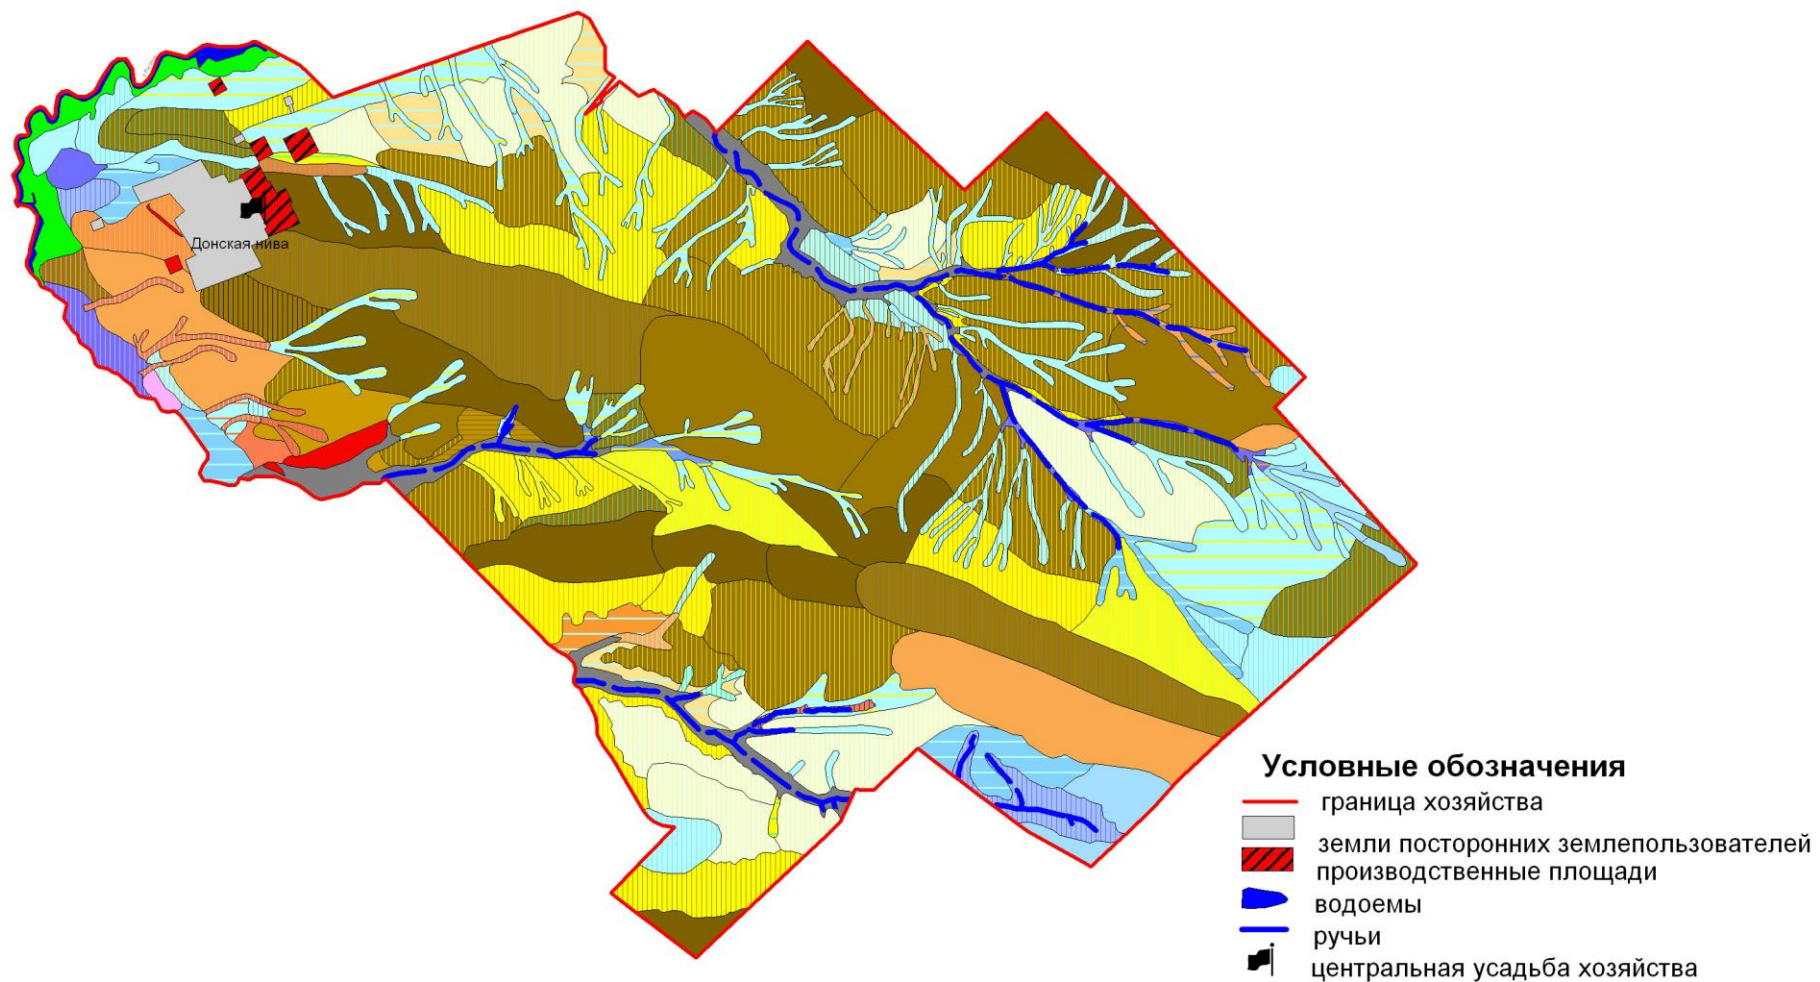 Донская нива
Условные обозначения
граница хозяйства
земли посторонних землепользователей
производственные площади
водоемы
ручьи
центральная усадьба хозяйства